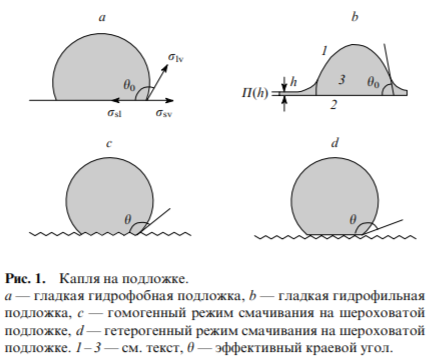 a
b
σlv
θ0
σsl
σsv
1
h
3
θ0
Π(h)
2
c
d
θ
θ
Рис. 1. Капля на подложке.
a — гладкая гидрофобная подложка, b — гладкая гидрофильная
подложка, c — гомогенный режим смачивания на шероховатой
подложке, d — гетерогенный режим смачивания на шероховатой
подложке. 1 – 3 — см. текст, θ — эффективный краевой угол.